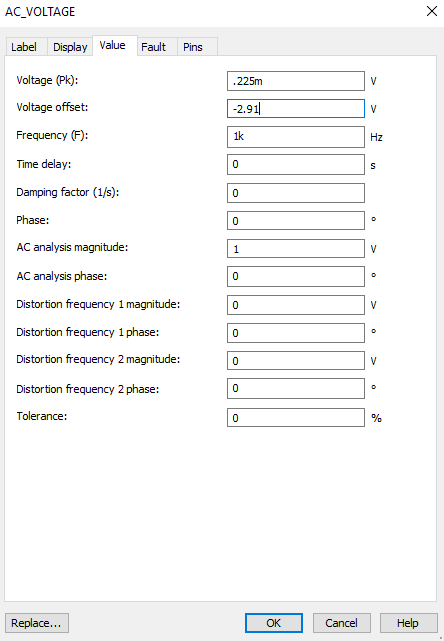 AC_VOLTAGE
Label Display Value Fault Pins
Voltage (Pk): .225m V
Voltage offset: -2.91 V
Frequency (F): 1k Hz
Time delay: 0 s
Damping factor (1/s): 0
Phase: 0 °
AC analysis magnitude: 1 V
AC analysis phase: 0 °
Distortion frequency 1 magnitude: 0 V
Distortion frequency 1 phase: 0 °
Distortion frequency 2 magnitude: 0 V
Distortion frequency 2 phase: 0 °
Tolerance: 0 %
Replace... OK Cancel Help